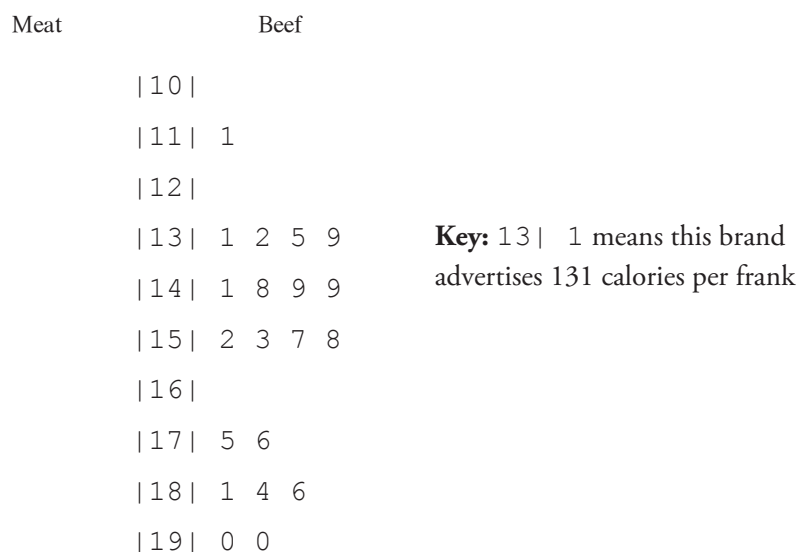 Meat Beef
|10|
|11| 1
|12|
|13| 1 2 5 9
Key: 13| 1 means this brand
|14| 1 8 9 9
advertises 131 calories per frank
|15| 2 3 7 8
|16|
|17| 5 6
|18| 1 4 6
|19| 0 0